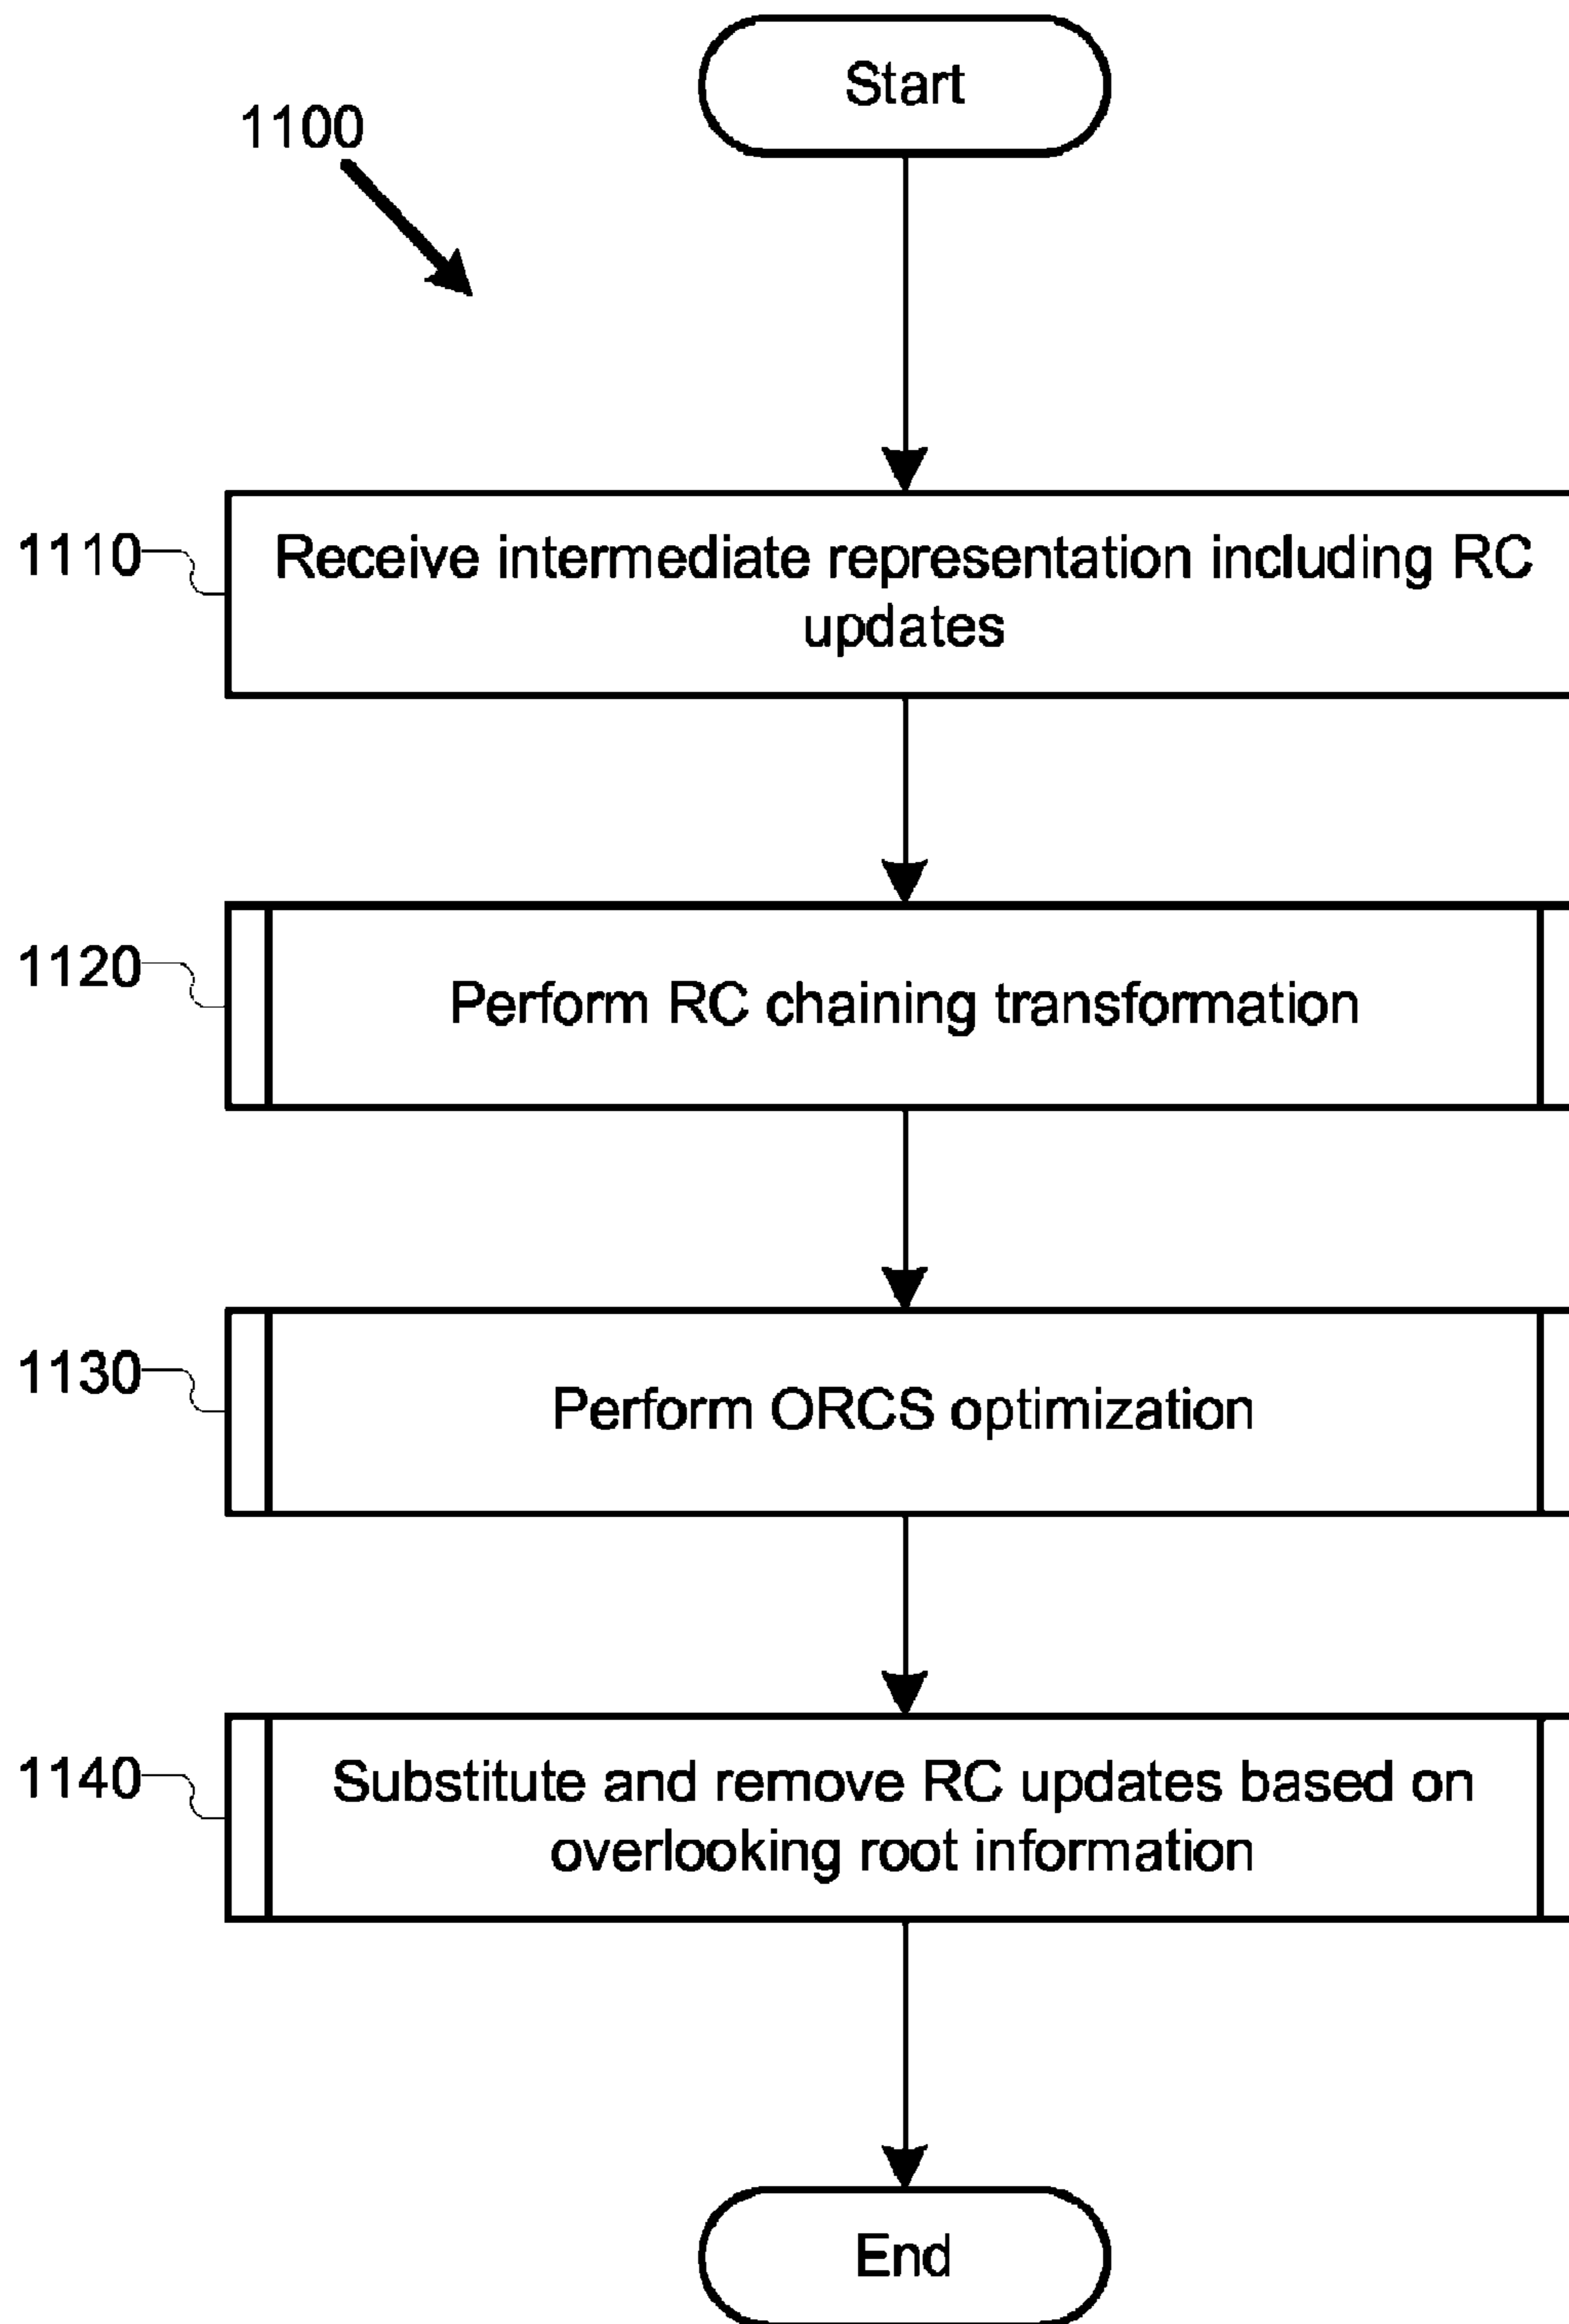 Start
1100
1110
Receive intermediate representation including RC
updates
1120
Perform RC chaining transformation
1130
Perform ORCS optimization
1140
Substitute and remove RC updates based on
overlooking root information
End